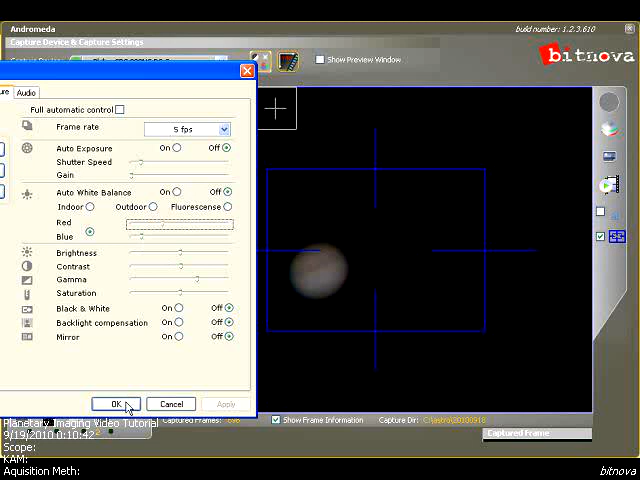 Andromeda
build number: 1.2.3.610
Capture Device & Capture Settings
Show Preview Window
bitnova
Audio
Full automatic control
Frame rate
5 fps
Auto Exposure On Off
Shutter Speed
Gain
Auto White Balance On Off
Indoor Outdoor Fluorescense
Red
Blue
Brightness
Contrast
Gamma
Saturation
Black & White On Off
Backlight compensation On Off
Mirror On Off
OK Cancel Apply
Captured Frames: 696 Show Frame Information Capture Dir: C:\astro\20100918
Planetary Imaging Video Tutorial
9/19/2010 0:10:42
Captured Frame
Scope:
KAM:
Aquisition Meth:
bitnova